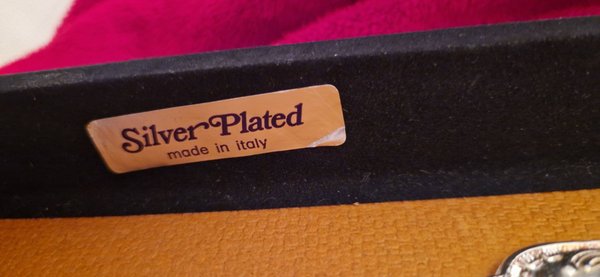 Silver Plated
made in italy